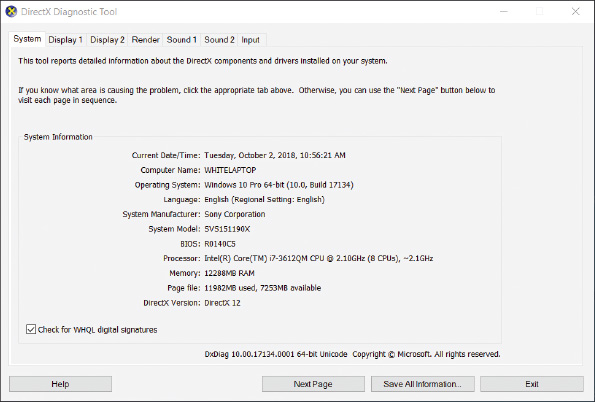 DirectX Diagnostic Tool
System Display 1 Display 2 Render Sound 1 Sound 2 Input
This tool reports detailed information about the DirectX components and drivers installed on your system.
If you know what area is causing the problem, click the appropriate tab above. Otherwise, you can use the "Next Page" button below to
visit each page in sequence.
System Information
Current Date/Time: Tuesday, October 2, 2018, 10:56:21 AM
Computer Name: WHITELAPTOP
Operating System: Windows 10 Pro 64-bit (10.0, Build 17134)
Language: English (Regional Setting: English)
System Manufacturer: Sony Corporation
System Model: SVS151190X
BIOS: R0140C5
Processor: Intel(R) Core(TM) i7-3612QM CPU @ 2.10GHz (8 CPUs), ~2.1GHz
Memory: 12288MB RAM
Page file: 11982MB used, 7253MB available
DirectX Version: DirectX 12
Check for WHQL digital signatures
DxDiag 10.00.17134.0001 64-bit Unicode Copyright © Microsoft. All rights reserved.
Help Next Page Save All Information... Exit